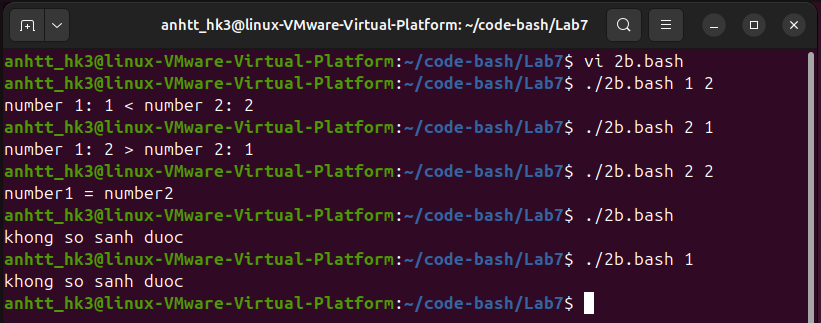 anhtt_hk3@linux-VMware-Virtual-Platform: ~/code-bash/Lab7
anhtt_hk3@linux-VMware-Virtual-Platform:~/code-bash/Lab7$ vi 2b.bash
anhtt_hk3@linux-VMware-Virtual-Platform:~/code-bash/Lab7$ ./2b.bash 1 2
number 1: 1 < number 2: 2
anhtt_hk3@linux-VMware-Virtual-Platform:~/code-bash/Lab7$ ./2b.bash 2 1
number 1: 2 > number 2: 1
anhtt_hk3@linux-VMware-Virtual-Platform:~/code-bash/Lab7$ ./2b.bash 2 2
number1 = number2
anhtt_hk3@linux-VMware-Virtual-Platform:~/code-bash/Lab7$ ./2b.bash
khong so sanh duoc
anhtt_hk3@linux-VMware-Virtual-Platform:~/code-bash/Lab7$ ./2b.bash 1
khong so sanh duoc
anhtt_hk3@linux-VMware-Virtual-Platform:~/code-bash/Lab7$